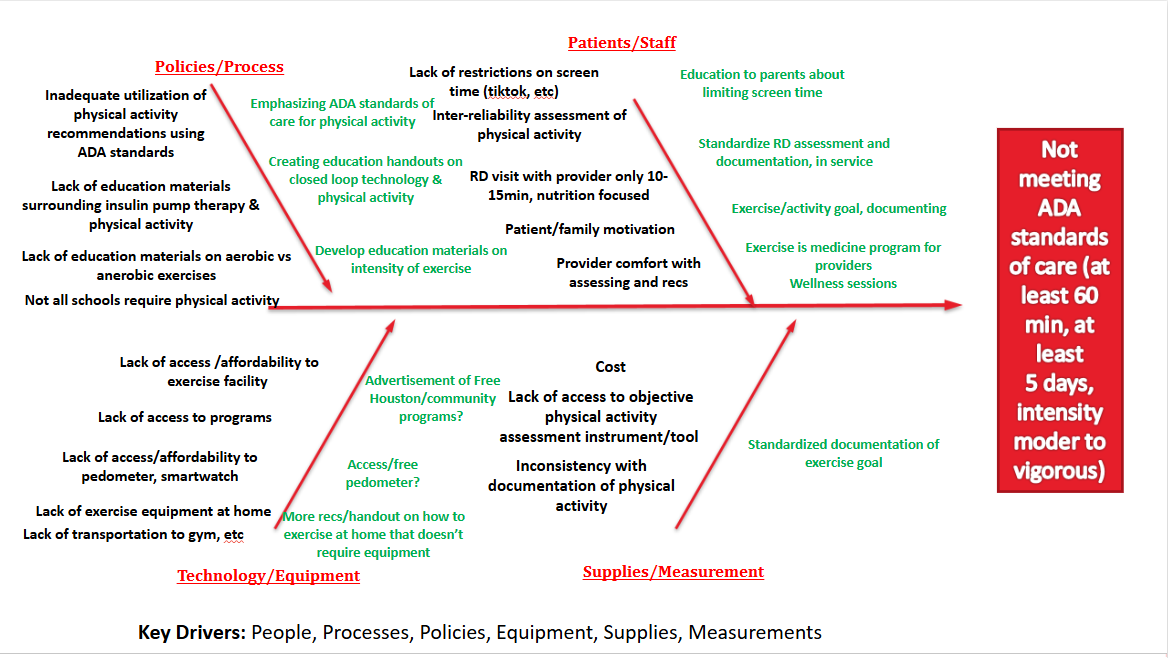 Policies/Process
Inadequate utilization of
physical activity
recommendations using
ADA standards
Lack of education materials
surrounding insulin pump therapy &
physical activity
Lack of education materials on aerobic vs
anerobic exercises
Not all schools require physical activity
Emphasizing ADA standards of
care for physical activity
Creating education handouts on
closed loop technology &
physical activity
Develop education materials on
intensity of exercise
Patients/Staff
Lack of restrictions on screen
time (tiktok, etc)
Inter-reliability assessment of
physical activity
RD visit with provider only 10-
15min, nutrition focused
Patient/family motivation
Provider comfort with
assessing and recs
Education to parents about
limiting screen time
Standardize RD assessment and
documentation, in service
Exercise/activity goal, documenting
Exercise is medicine program for
providers
Wellness sessions
Not
meeting
ADA
standards
of care (at
least 60
min, at
least
5 days,
intensity
moder to
vigorous)
Lack of access /affordability to
exercise facility
Lack of access to programs
Lack of access/affordability to
pedometer, smartwatch
Lack of exercise equipment at home
Lack of transportation to gym, etc
Advertisement of Free
Houston/community
programs?
Access/free
pedometer?
More recs/handout on how to
exercise at home that doesn't
require equipment
Technology/Equipment
Cost
Lack of access to objective
physical activity
assessment instrument/tool
Inconsistency with
documentation of physical
activity
Standardized documentation of
exercise goal
Supplies/Measurement
Key Drivers: People, Processes, Policies, Equipment, Supplies, Measurements